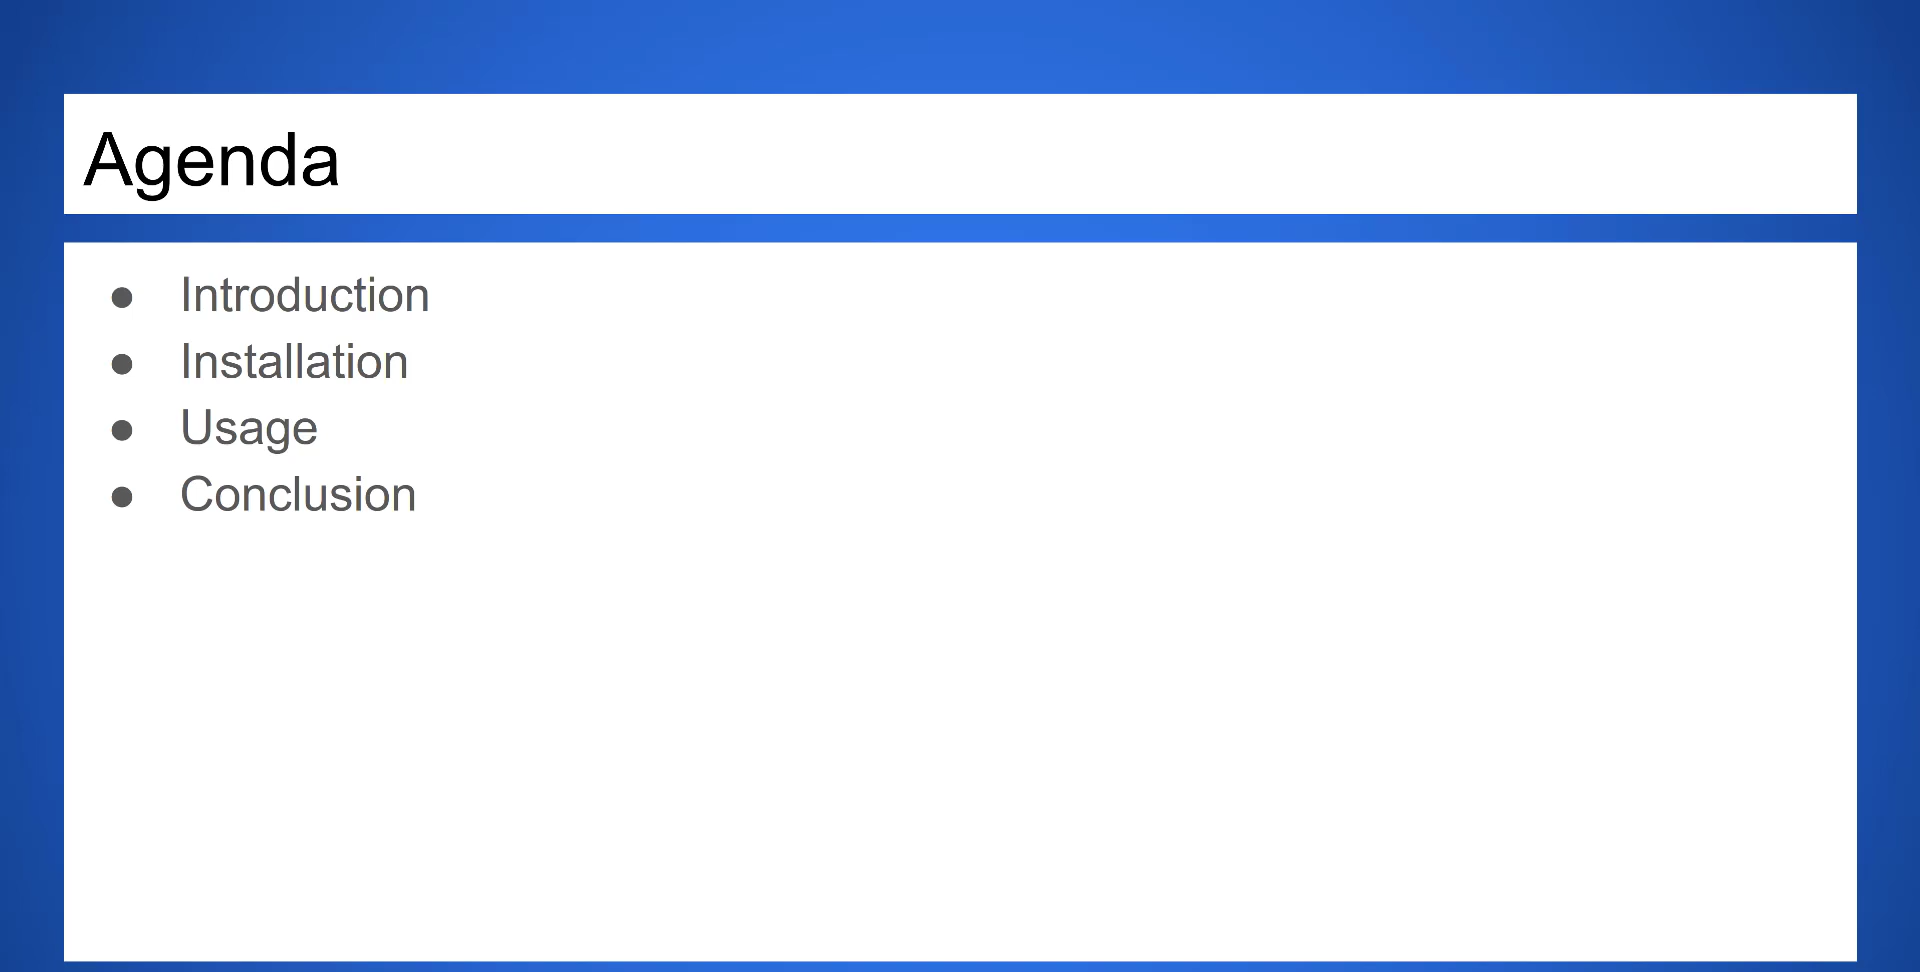 Agenda
● Introduction
● Installation
● Usage
● Conclusion